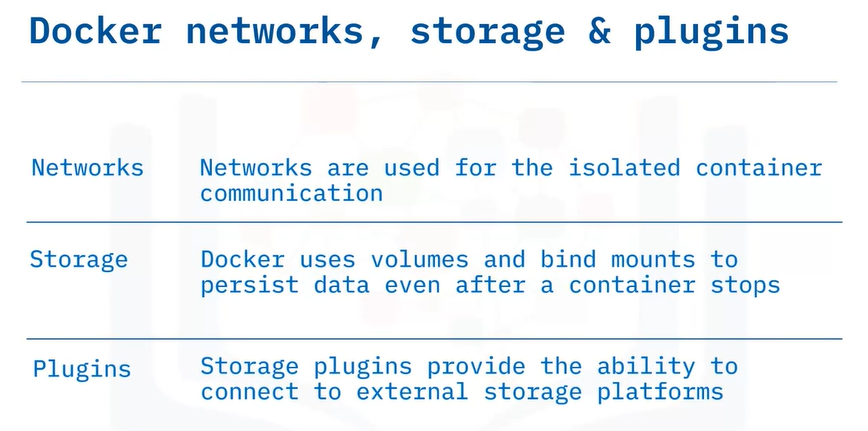 Docker networks, storage & plugins
Networks
Networks are used for the isolated container
communication
Storage
Docker uses volumes and bind mounts to
persist data even after a container stops
Plugins
Storage plugins provide the ability to
connect to external storage platforms